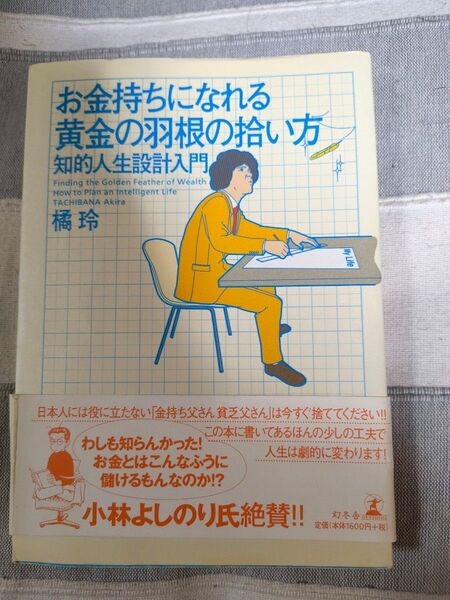 お金持ちになれる
黄金の羽根の拾い方
知的人生設計入門
Finding the Golden Feather of Wealth
How to Plan an Intelligent Life
TACHIBANA Akira
橘 玲
My Life
日本人には役に立たない「金持ち父さん 貧乏父さん」は今すぐ捨ててください!!
この本に書いてあるほんの少しの工夫で
人生は劇的に変わります!
わしも知らんかった!
お金とはこんなふうに
儲けるもんなのか!?
小林よしのり氏絶賛!!
幻冬舎
定価(本体1600円+税)